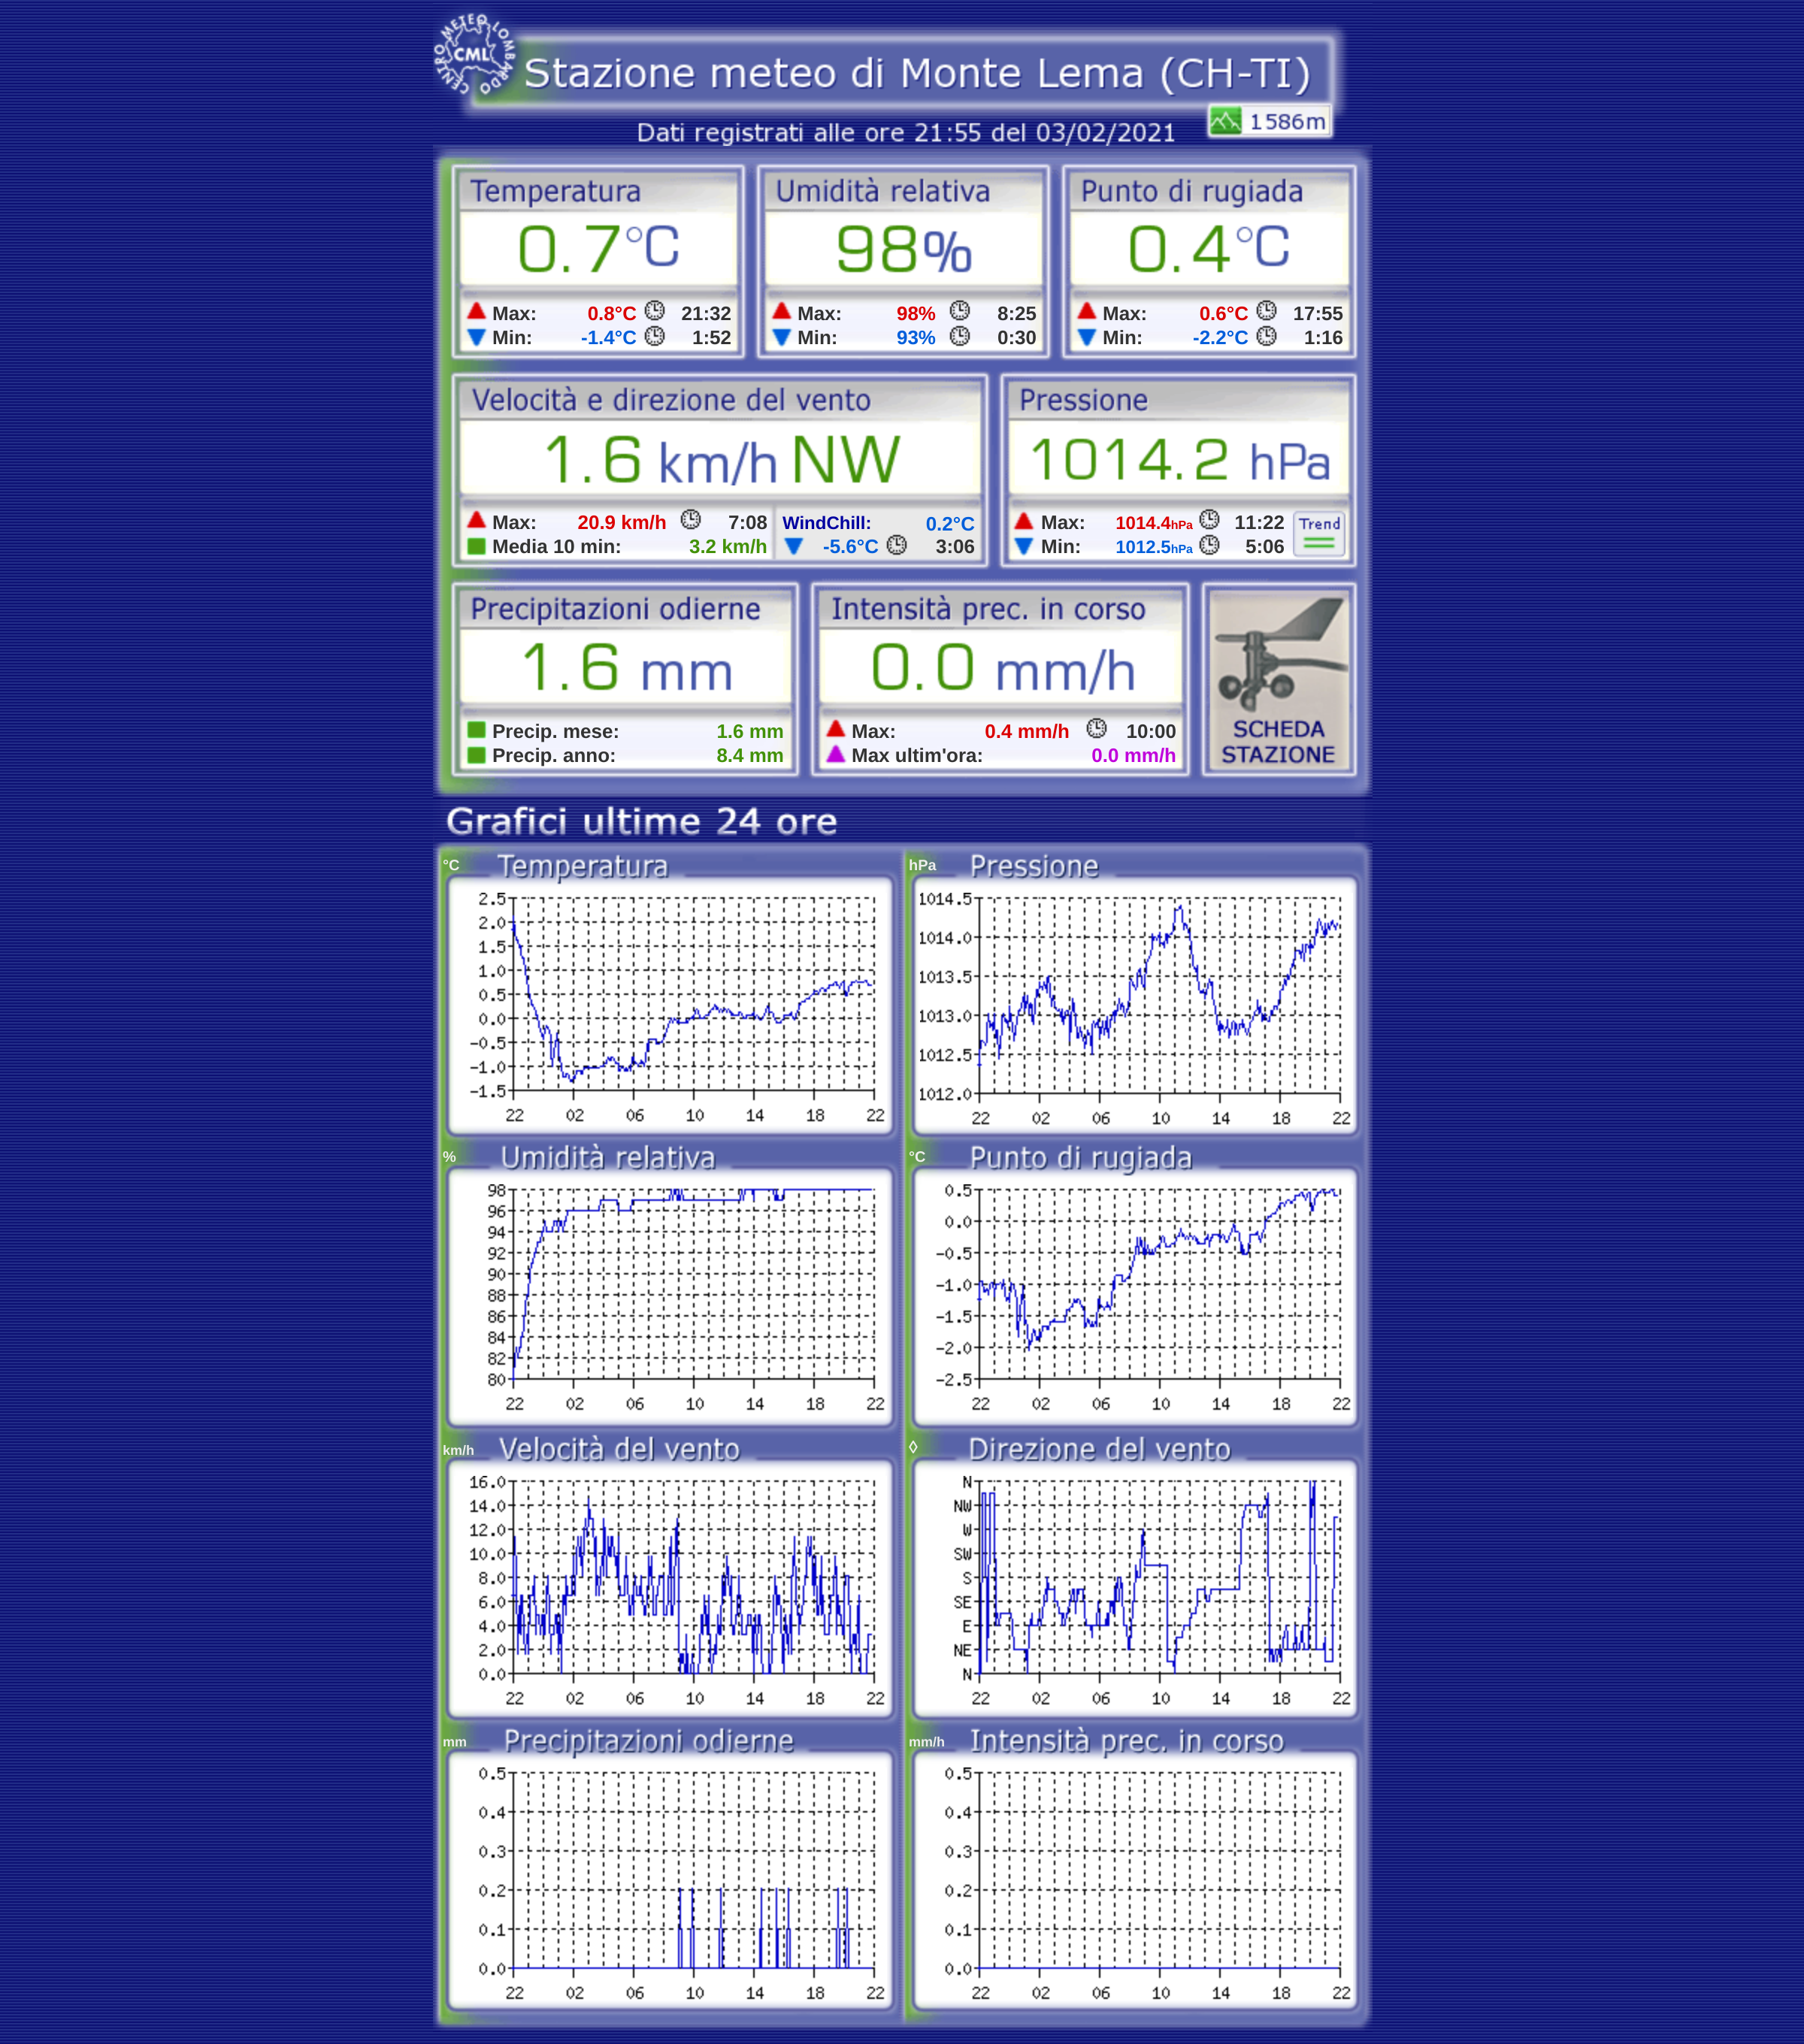 CENTRO METEO LOMBARDO
CML
Stazione meteo di Monte Lema (CH-TI)
1586m
Dati registrati alle ore 21:55 del 03/02/2021
Temperatura Umidità relativa Punto di rugiada
0.7°C 98% 0.4°C
Max: 0.8°C 21:32 Max: 98% 8:25 Max: 0.6°C 17:55
Min: -1.4°C 1:52 Min: 93% 0:30 Min: -2.2°C 1:16
Velocità e direzione del vento Pressione
1.6 km/h NW 1014.2 hPa
Max: 20.9 km/h 7:08 WindChill: 0.2°C Max: 1014.4hPa 11:22 Trend
Media 10 min: 3.2 km/h -5.6°C 3:06 Min: 1012.5hPa 5:06
Precipitazioni odierne Intensità prec. in corso
1.6 mm 0.0 mm/h
Precip. mese: 1.6 mm Max: 0.4 mm/h 10:00 SCHEDA
Precip. anno: 8.4 mm Max ultim'ora: 0.0 mm/h STAZIONE
Grafici ultime 24 ore
°C Temperatura
2.5
2.0
1.5
1.0
0.5
0.0
-0.5
-1.0
-1.5
22 02 06 10 14 18 22
hPa Pressione
1014.5
1014.0
1013.5
1013.0
1012.5
1012.0
22 02 06 10 14 18 22
% Umidità relativa
98
96
94
92
90
88
86
84
82
80
22 02 06 10 14 18 22
°C Punto di rugiada
0.5
0.0
-0.5
-1.0
-1.5
-2.0
-2.5
22 02 06 10 14 18 22
km/h Velocità del vento
16.0
14.0
12.0
10.0
8.0
6.0
4.0
2.0
0.0
22 02 06 10 14 18 22
◊ Direzione del vento
N
NW
W
SW
S
SE
E
NE
N
22 02 06 10 14 18 22
mm Precipitazioni odierne
0.5
0.4
0.3
0.2
0.1
0.0
22 02 06 10 14 18 22
mm/h Intensità prec. in corso
0.5
0.4
0.3
0.2
0.1
0.0
22 02 06 10 14 18 22